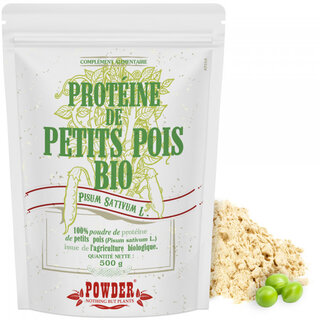 COMPLÉMENT ALIMENTAIRE
PROTÉINE
DE
PETITS POIS
BIO
PISUM SATIVUM L.
100% poudre de protéine
de petits pois (Pisum sativum L.)
issue de l'agriculture biologique.
QUANTITÉ NETTE :
500 g
POWDER
NOTHING BUT PLANTS